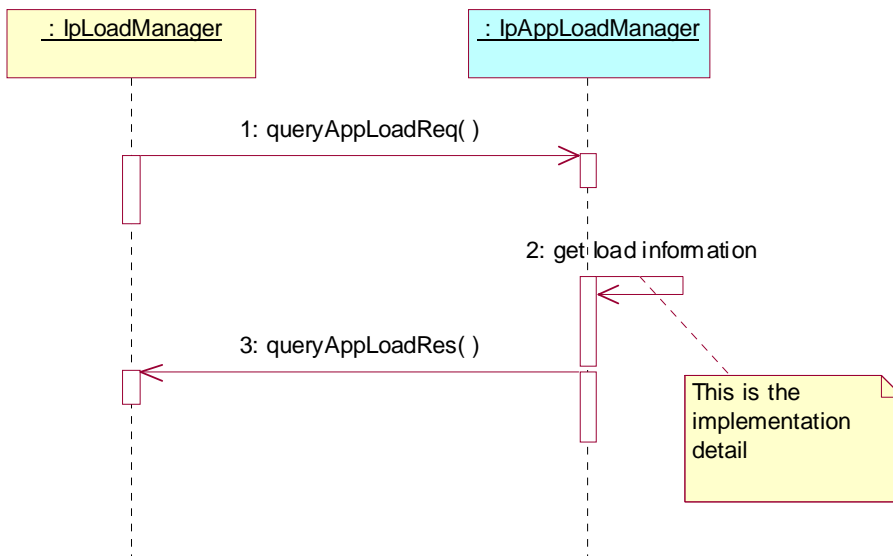 : IpLoadManager
: IpAppLoadManager
1: queryAppLoadReq( )
2: get load information
3: queryAppLoadRes( )
This is the
implementation
detail